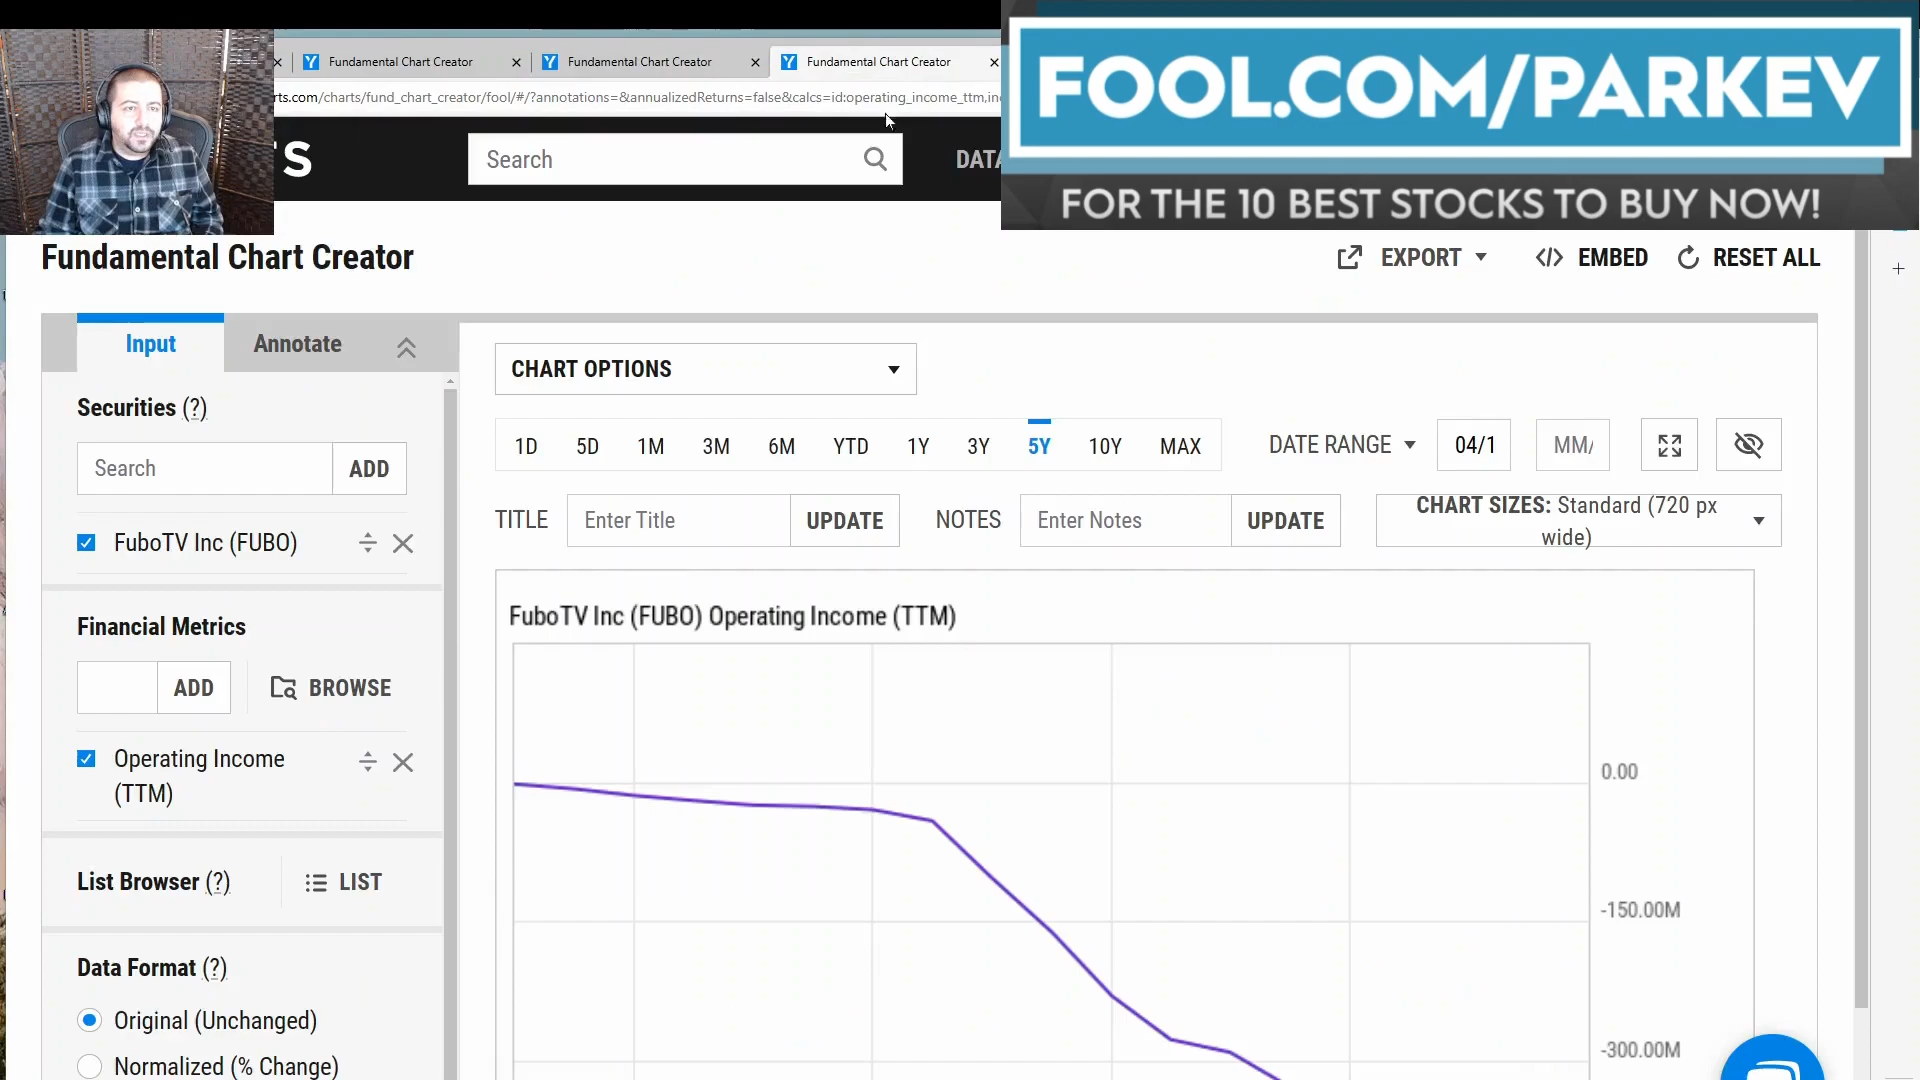 Fundamental Chart Creator
Fundamental Chart Creator
Fundamental Chart Creator
rts.com/charts/fund_chart_creator/fool/#/?annotations=&annualizedReturns=false&calcs=id:operating_income_ttm,in
FOOL.COM/PARKEV
FOR THE 10 BEST STOCKS TO BUY NOW!
TS
Search
DATA
Fundamental Chart Creator
EXPORT
</> EMBED
RESET ALL
Input
Annotate
CHART OPTIONS
Securities (?)
Search
ADD
1D 5D 1M 3M 6M YTD 1Y 3Y 5Y 10Y MAX
DATE RANGE
04/1
MM/
TITLE
Enter Title
UPDATE
NOTES
Enter Notes
UPDATE
CHART SIZES: Standard (720 px
wide)
FuboTV Inc (FUBO)
Financial Metrics
ADD
BROWSE
Operating Income
(TTM)
List Browser (?)
LIST
Data Format (?)
Original (Unchanged)
Normalized (% Change)
FuboTV Inc (FUBO) Operating Income (TTM)
0.00
-150.00M
-300.00M